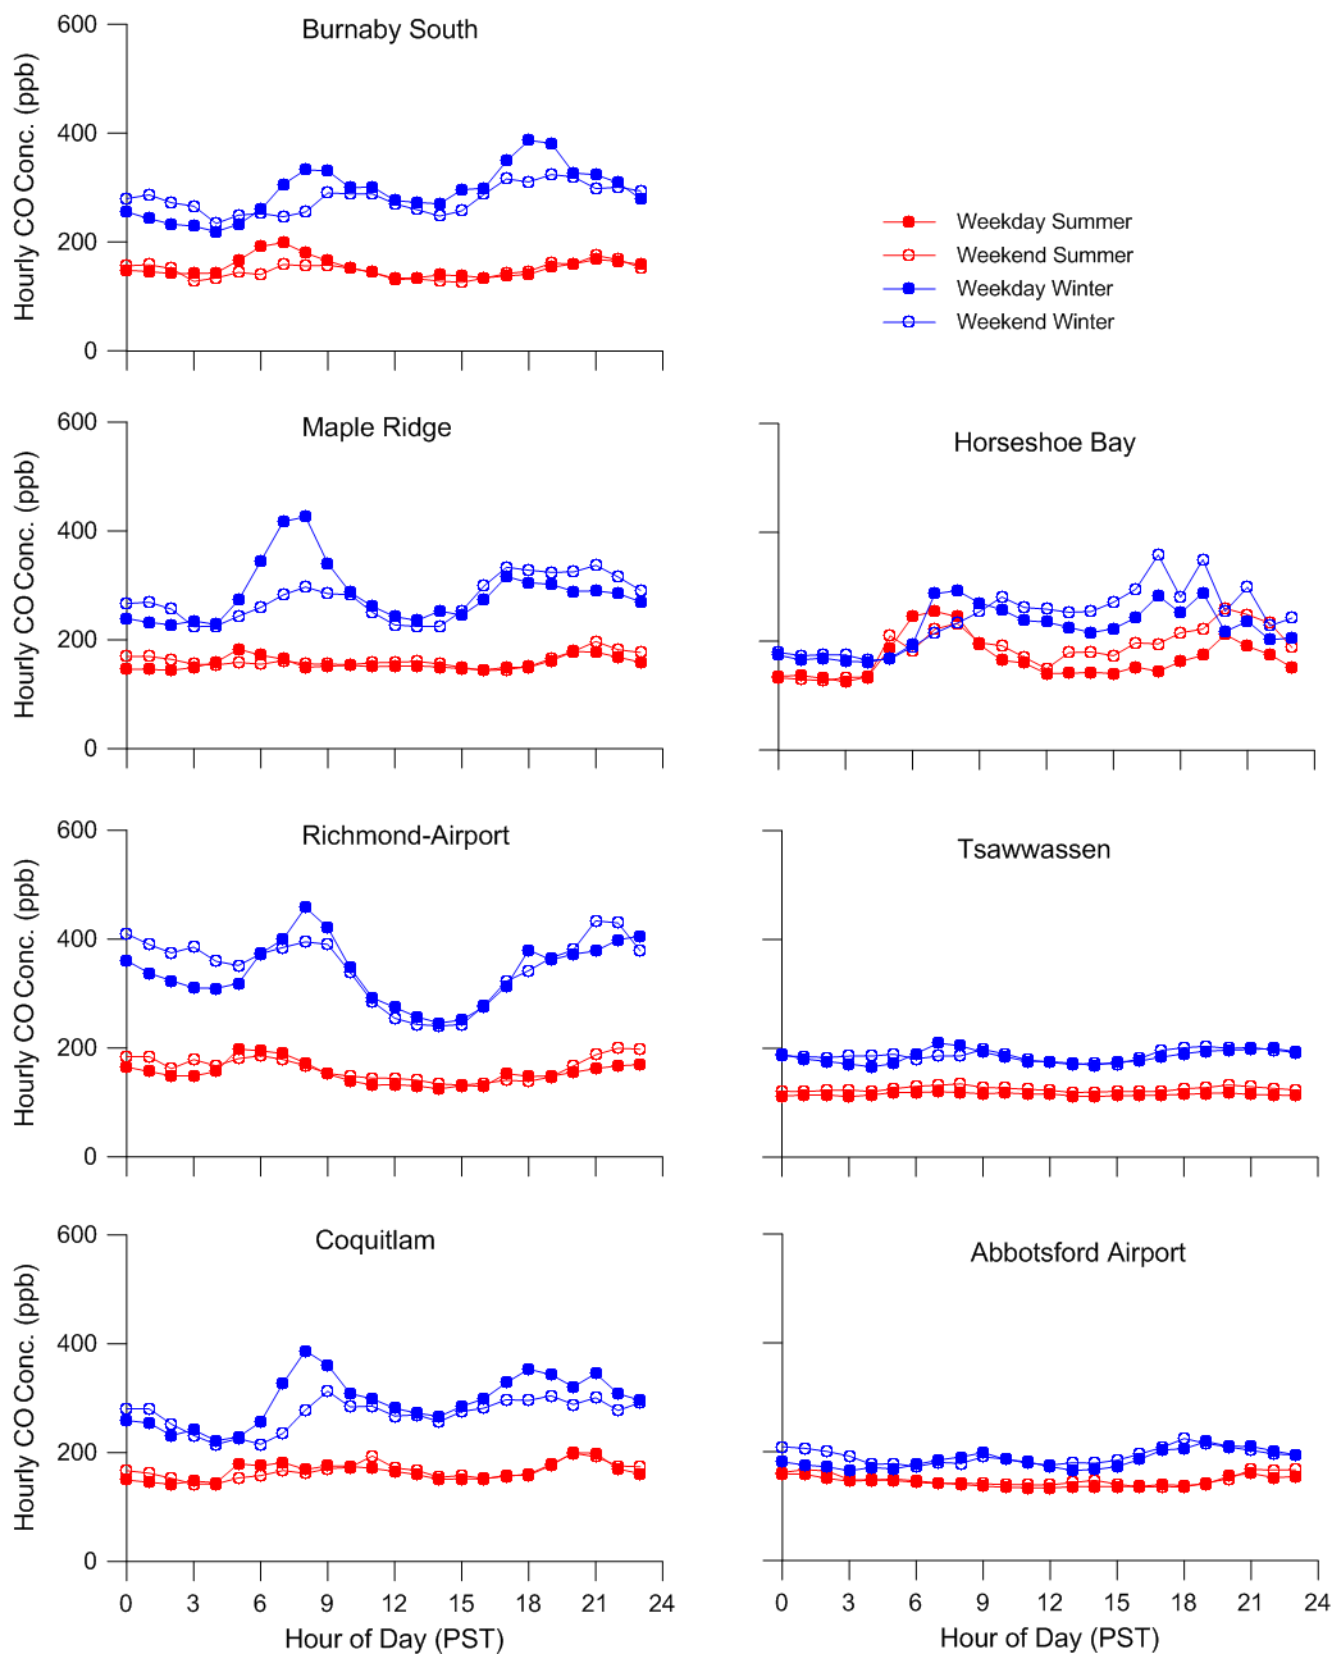 Burnaby South
Hourly CO Conc. (ppb)
600
400
200
0
Weekday Summer
Weekend Summer
Weekday Winter
Weekend Winter
Maple Ridge
Hourly CO Conc. (ppb)
600
400
200
0
Horseshoe Bay
Richmond-Airport
Hourly CO Conc. (ppb)
600
400
200
0
Tsawwassen
Coquitlam
Hourly CO Conc. (ppb)
600
400
200
0
0 3 6 9 12 15 18 21 24
Hour of Day (PST)
Abbotsford Airport
0 3 6 9 12 15 18 21 24
Hour of Day (PST)